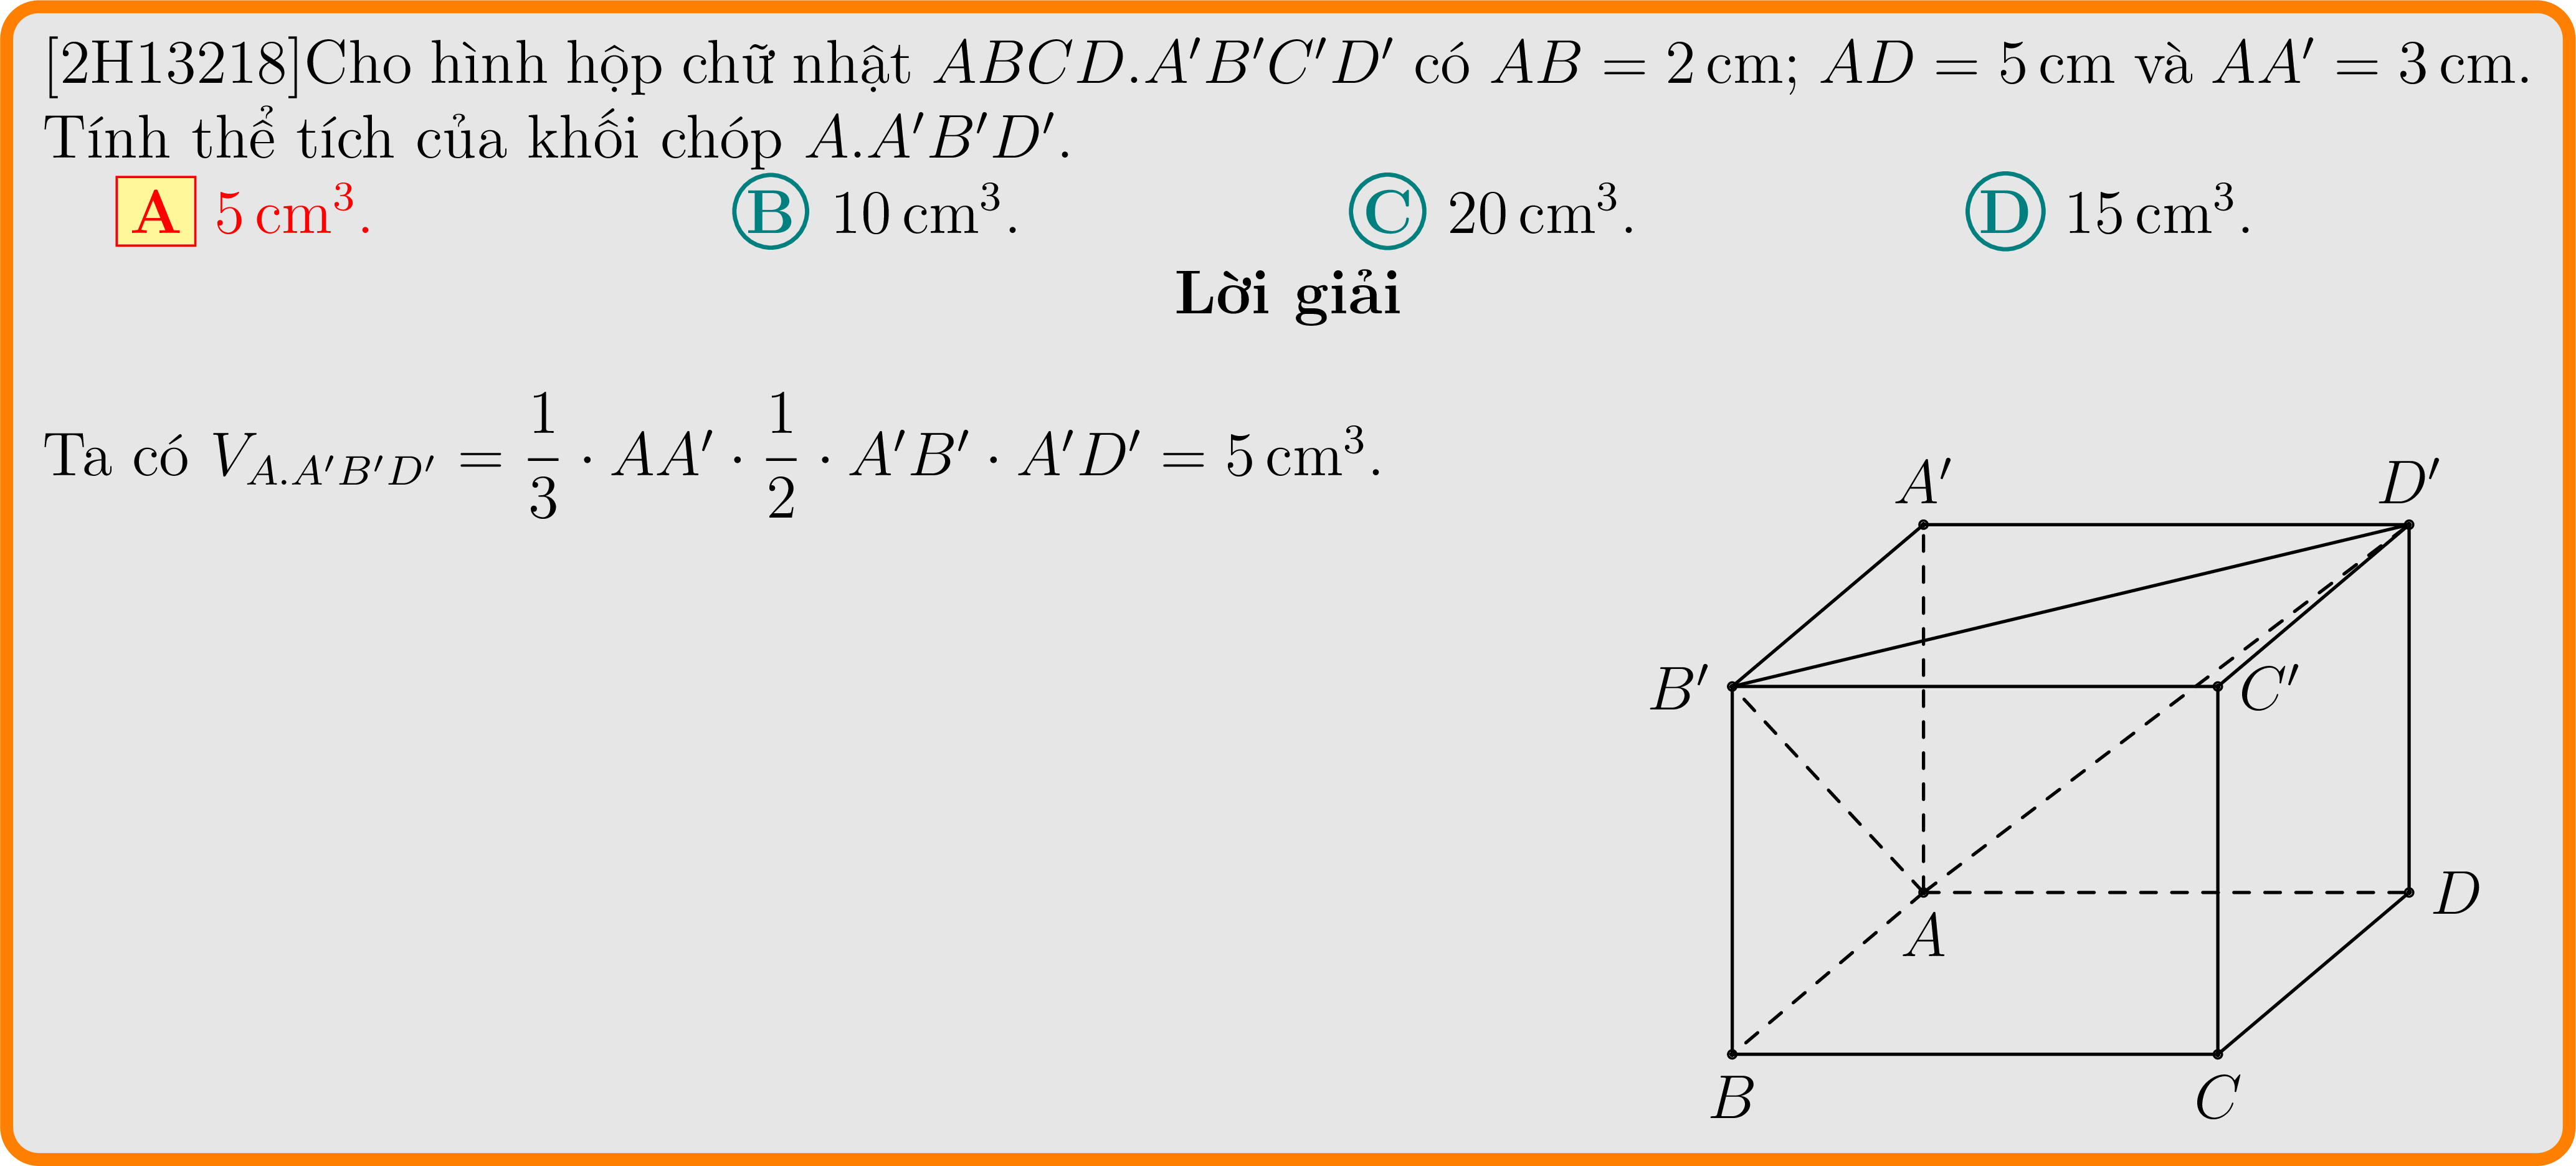 [2H13218]Cho hình hộp chữ nhật ABCD.A′B′C′D′ có AB = 2 cm; AD = 5 cm và AA′ = 3 cm.
Tính thể tích của khối chóp A.A′B′D′.
A 5 cm³. B 10 cm³. C 20 cm³. D 15 cm³.
Lời giải
Ta có V_{A.A′B′D′} = 1/3 · AA′ · 1/2 · A′B′ · A′D′ = 5 cm³.
A′ D′
B′ C′
A D
B C